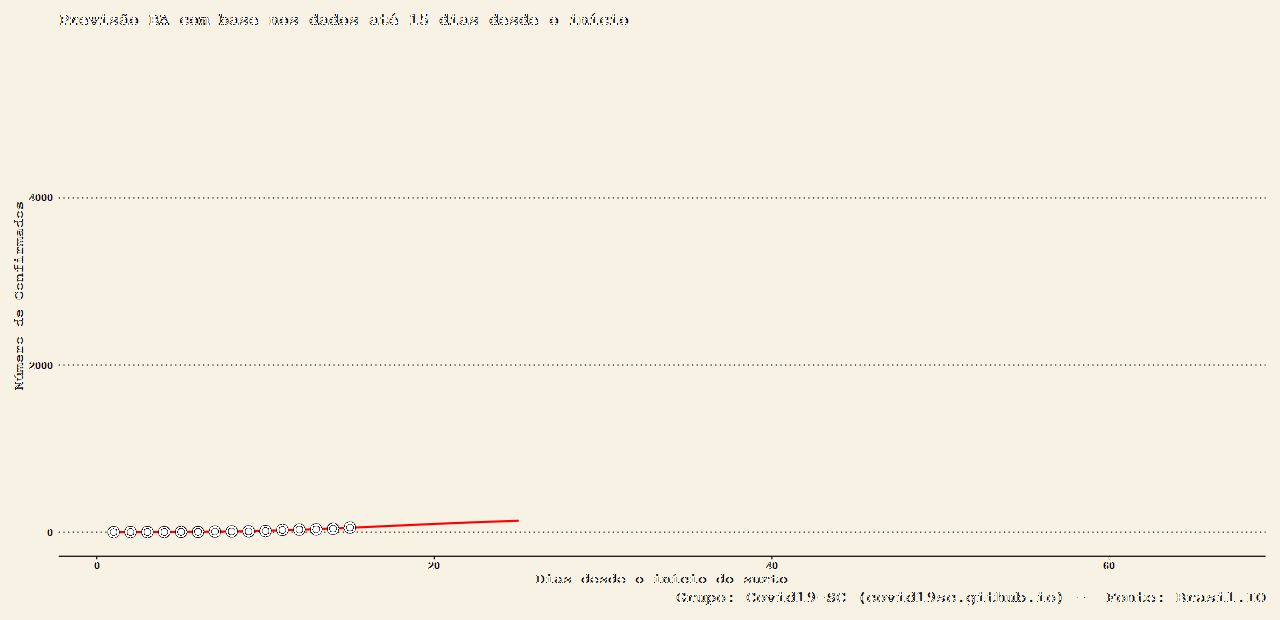 Previsão BA com base nos dados até 15 dias desde o início
4000
Número de Confirmados
2000
0
0 20 40 60
Dias desde o início do surto
Grupo: Covid19-SC (covid19sc.github.io) -- Fonte: Brasil.IO